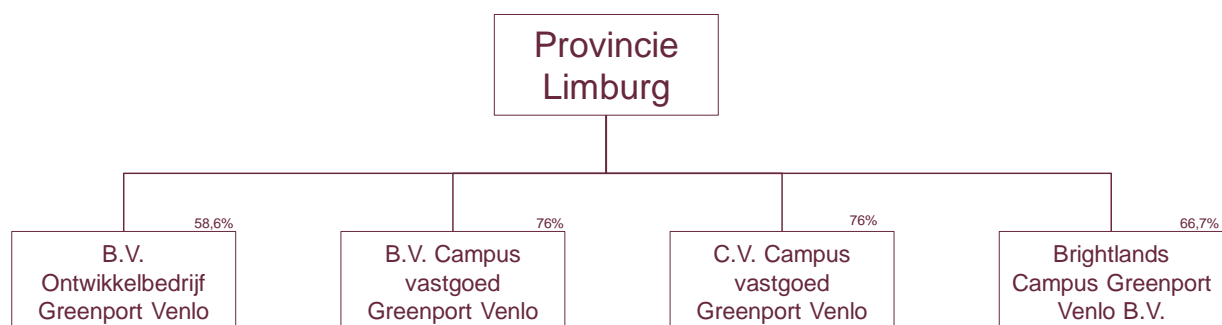 Provincie
Limburg
58,6%
76%
76%
66,7%
B.V.
Ontwikkelbedrijf
Greenport Venlo
B.V. Campus
vastgoed
Greenport Venlo
C.V. Campus
vastgoed
Greenport Venlo
Brightlands
Campus Greenport
Venlo B.V.